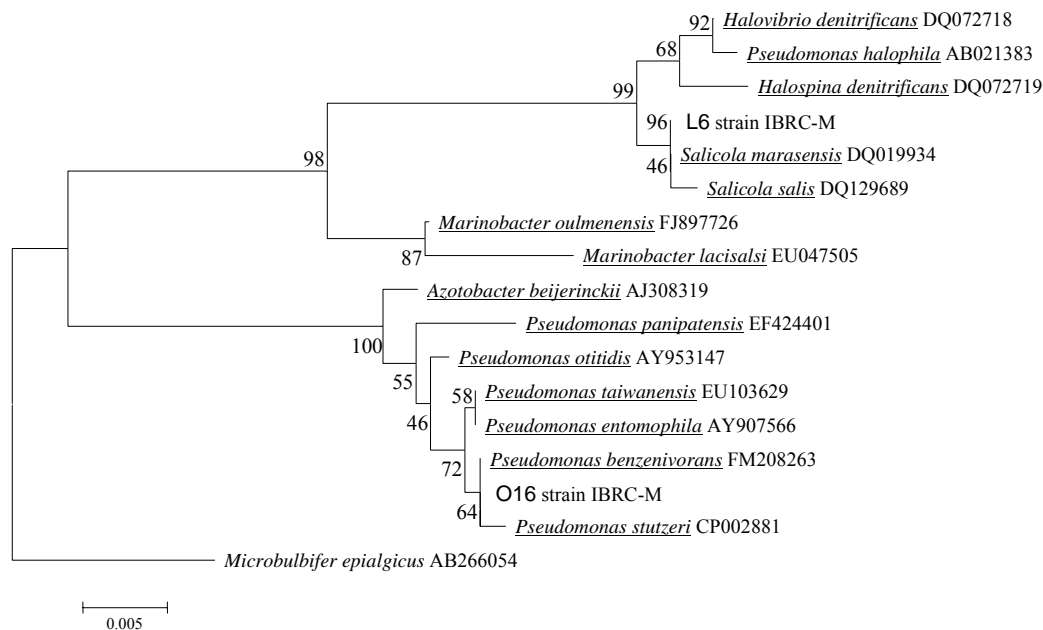 92 Halovibrio denitrificans DQ072718
68 Pseudomonas halophila AB021383
99 Halospina denitrificans DQ072719
96 L6 strain IBRC-M
98 Salicola marasensis DQ019934
46 Salicola salis DQ129689
Marinobacter oulmenensis FJ897726
87 Marinobacter lacisalsi EU047505
Azotobacter beijerinckii AJ308319
Pseudomonas panipatensis EF424401
100 Pseudomonas otitidis AY953147
55 58 Pseudomonas taiwanensis EU103629
46 Pseudomonas entomophila AY907566
72 Pseudomonas benzenivorans FM208263
O16 strain IBRC-M
64 Pseudomonas stutzeri CP002881
Microbulbifer epialgicus AB266054
0.005